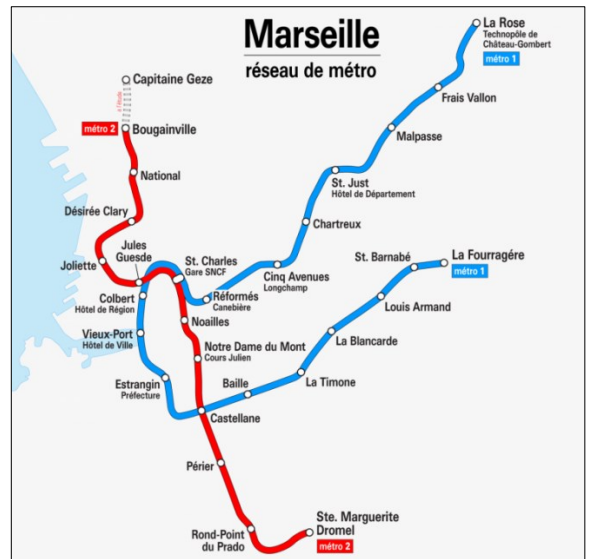 Marseille
réseau de métro
La Rose
Technopôle de
Château-Gombert
métro 1
Frais Vallon
Malpasse
St. Just
Hôtel de Département
Chartreux
Cinq Avenues
Longchamp
Réformés
Canebière
St. Charles
Gare SNCF
Capitaine Geze
à l'étude
métro 2
Bougainville
National
Désirée Clary
Joliette
Jules
Guesde
Colbert
Hôtel de Région
Vieux-Port
Hôtel de Ville
Estrangin
Préfecture
Noailles
Notre Dame du Mont
Cours Julien
Castellane
Baille
La Timone
La Blancarde
Louis Armand
St. Barnabé
La Fourragére
métro 1
Périer
Rond-Point
du Prado
Ste. Marguerite
Dromel
métro 2